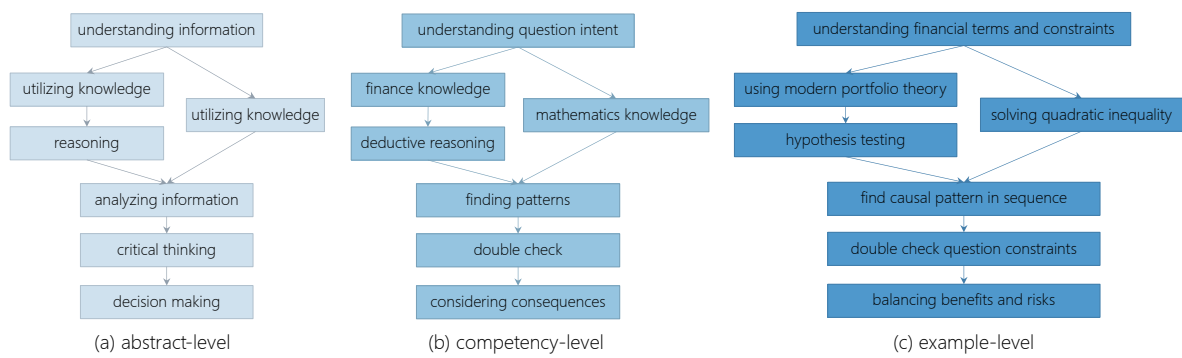 understanding information
utilizing knowledge
utilizing knowledge
reasoning
analyzing information
critical thinking
decision making
(a) abstract-level
understanding question intent
finance knowledge
mathematics knowledge
deductive reasoning
finding patterns
double check
considering consequences
(b) competency-level
understanding financial terms and constraints
using modern portfolio theory
solving quadratic inequality
hypothesis testing
find causal pattern in sequence
double check question constraints
balancing benefits and risks
(c) example-level